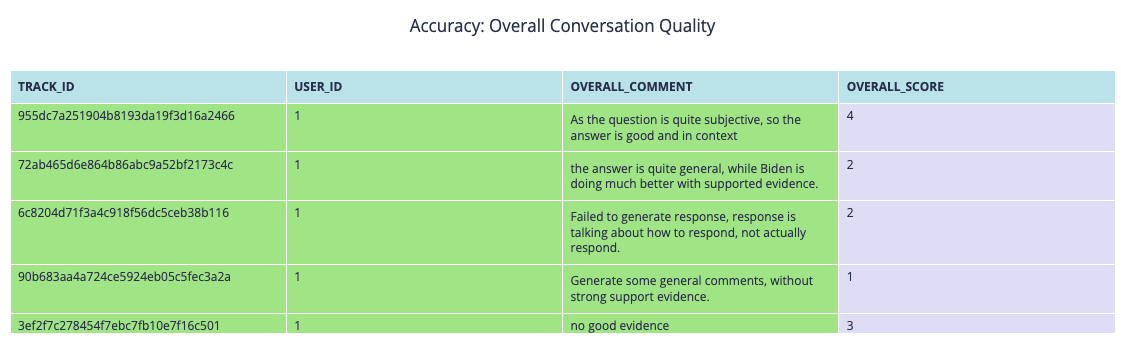 Accuracy: Overall Conversation Quality
TRACK_ID USER_ID OVERALL_COMMENT OVERALL_SCORE
955dc7a251904b8193da19f3d16a2466 1 As the question is quite subjective, so the 4
answer is good and in context
72ab465d6e864b86abc9a52bf2173c4c 1 the answer is quite general, while Biden is 2
doing much better with supported evidence.
6c8204d71f3a4c918f56dc5ceb38b116 1 Failed to generate response, response is 2
talking about how to respond, not actually
respond.
90b683aa4a724ce5924eb05c5fec3a2a 1 Generate some general comments, without 1
strong support evidence.
3ef2f7c278454f7ebc7fb10e7f16c501 1 no good evidence 3